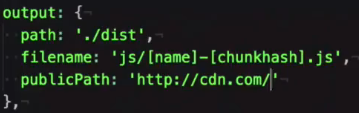 output: {
path: './dist',
filename: 'js/[name]-[chunkhash].js',
publicPath: 'http://cdn.com/'
},